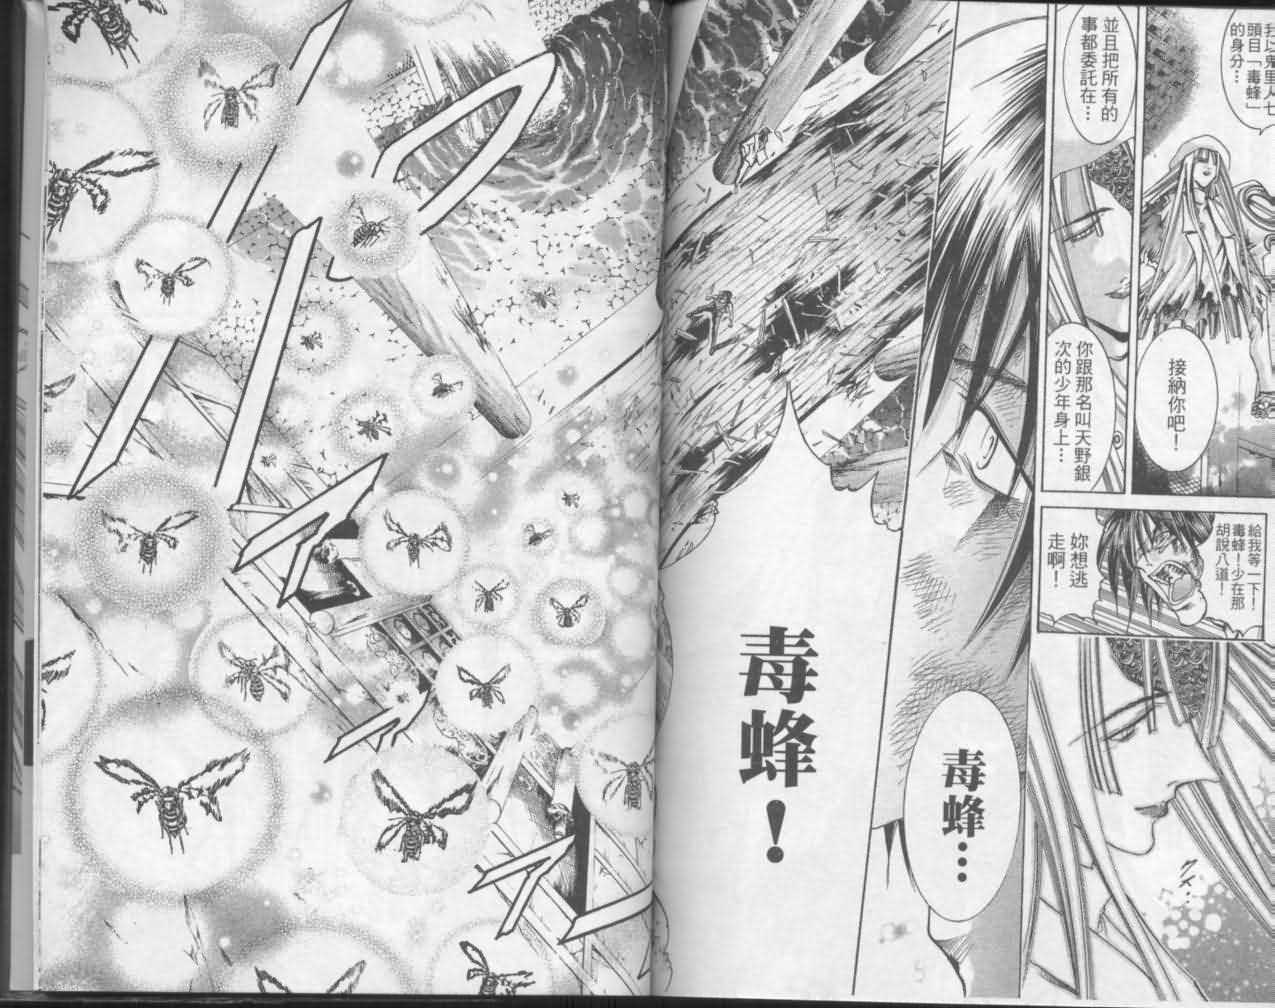 我以鬼里人七
頭目「毒蜂」
的身分…
並且把所有的
事都委託在…
接納你吧！
你跟那名叫天野銀
次的少年身上…
給我等一下！
毒蜂！少在那
胡說八道！
妳想逃
走啊！
毒蜂…
毒蜂！